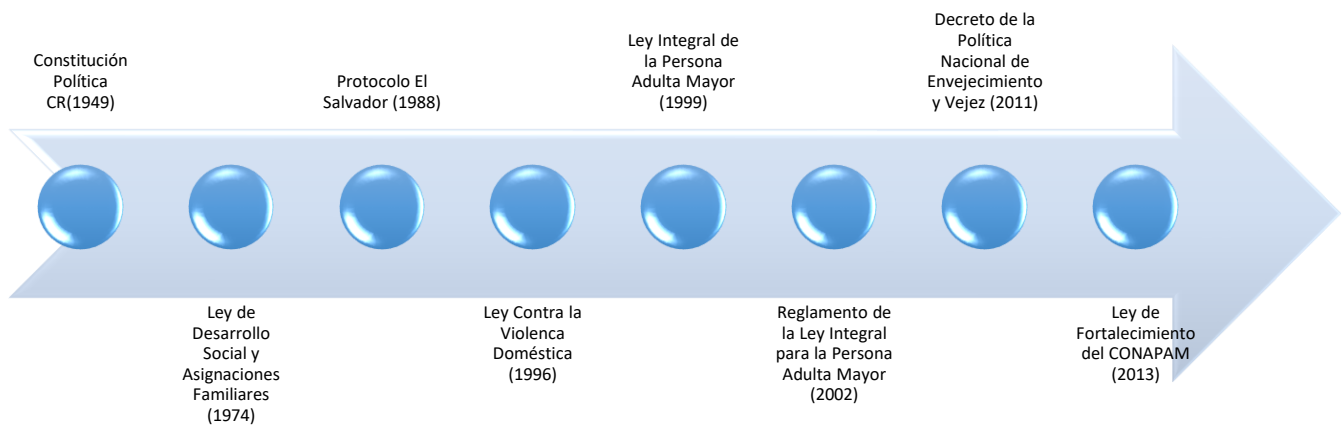 Constitución
Política
CR(1949)
Ley de
Desarrollo
Social y
Asignaciones
Familiares
(1974)
Protocolo El
Salvador (1988)
Ley Contra la
Violenca
Doméstica
(1996)
Ley Integral de
la Persona
Adulta Mayor
(1999)
Reglamento de
la Ley Integral
para la Persona
Adulta Mayor
(2002)
Decreto de la
Política
Nacional de
Envejecimiento
y Vejez (2011)
Ley de
Fortalecimiento
del CONAPAM
(2013)